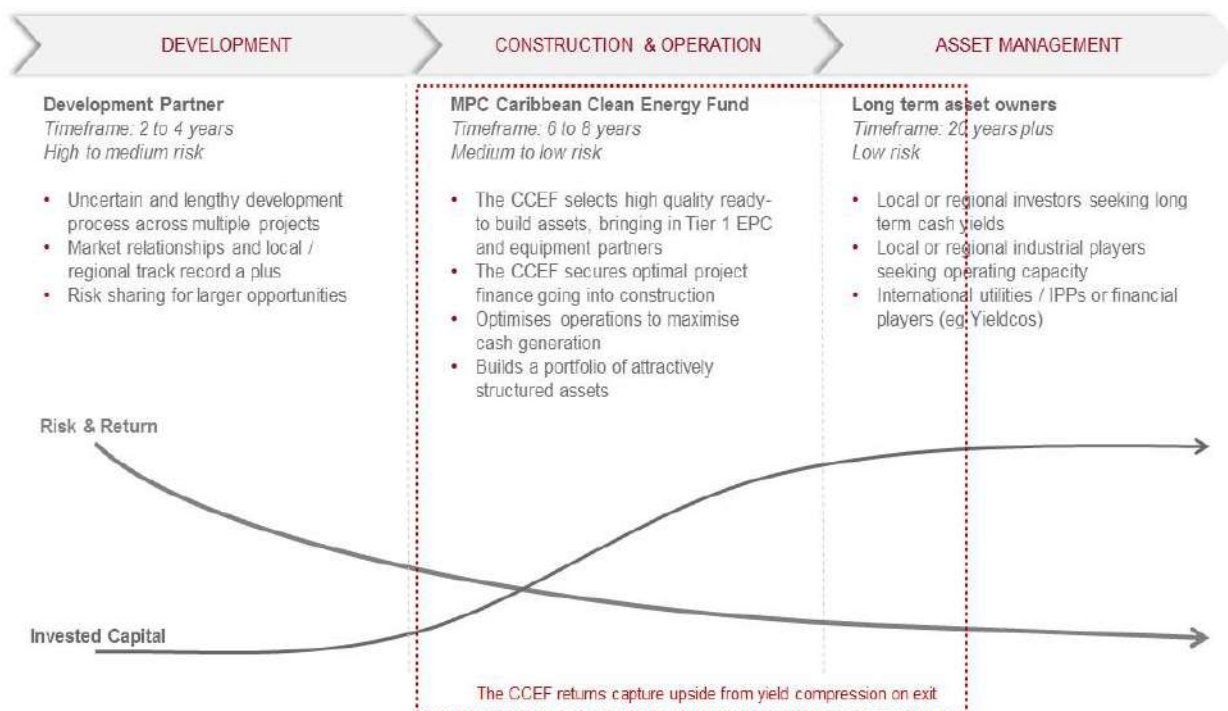 DEVELOPMENT
CONSTRUCTION & OPERATION
ASSET MANAGEMENT
Development Partner
Timeframe: 2 to 4 years
High to medium risk
• Uncertain and lengthy development
process across multiple projects
• Market relationships and local /
regional track record a plus
• Risk sharing for larger opportunities
MPC Caribbean Clean Energy Fund
Timeframe: 6 to 8 years
Medium to low risk
• The CCEF selects high quality ready-
to build assets, bringing in Tier 1 EPC
and equipment partners
• The CCEF secures optimal project
finance going into construction
• Optimises operations to maximise
cash generation
• Builds a portfolio of attractively
structured assets
Long term asset owners
Timeframe: 20 years plus
Low risk
• Local or regional investors seeking long
term cash yields
• Local or regional industrial players
seeking operating capacity
• International utilities / IPPs or financial
players (eg Yieldcos)
Risk & Return
Invested Capital
The CCEF returns capture upside from yield compression on exit